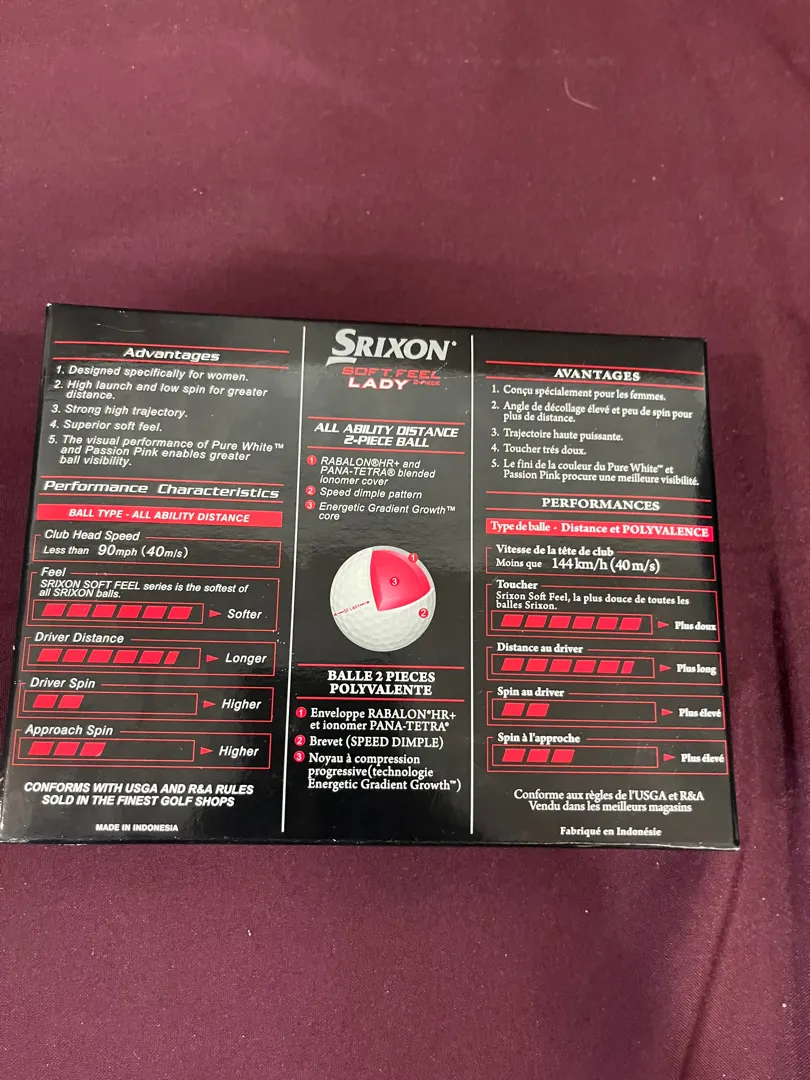 Advantages
1. Designed specifically for women.
2. High launch and low spin for greater
distance.
3. Strong high trajectory.
4. Superior soft feel.
5. The visual performance of Pure White™
and Passion Pink enables greater
ball visibility.
Performance Characteristics
BALL TYPE - ALL ABILITY DISTANCE
Club Head Speed
Less than 90mph (40m/s)
Feel
SRIXON SOFT FEEL series is the softest of
all SRIXON balls.
Softer
Driver Distance
Longer
Driver Spin
Higher
Approach Spin
Higher
CONFORMS WITH USGA AND R&A RULES
SOLD IN THE FINEST GOLF SHOPS
MADE IN INDONESIA
SRIXON®
SOFT FEEL
LADY
ALL ABILITY DISTANCE
2-PIECE BALL
1 RABALON®HR+ and
PANA-TETRA® blended
ionomer cover
2 Speed dimple pattern
3 Energetic Gradient Growth™
core
1
3
2
BALLE 2 PIECES
POLYVALENTE
1 Enveloppe RABALON®HR+
et ionomer PANA-TETRA®
2 Brevet (SPEED DIMPLE)
3 Noyau à compression
progressive(technologie
Energetic Gradient Growth™)
AVANTAGES
1. Conçu spécialement pour les femmes.
2. Angle de décollage élevé et peu de spin pour
plus de distance.
3. Trajectoire haute puissante.
4. Toucher trés doux.
5. Le fini de la couleur du Pure White™ et
Passion Pink procure une meilleure visibilité.
PERFORMANCES
Type de balle - Distance et POLYVALENCE
Vitesse de la tête de club
Moins que 144km/h (40m/s)
Toucher
Srixon Soft Feel, la plus douce de toutes les
balles Srixon.
Plus doux
Distance au driver
Plus long
Spin au driver
Plus élevé
Spin à l'approche
Plus élevé
Conforme aux règles de l'USGA et R&A
Vendu dans les meilleurs magasins
Fabriqué en Indonésie